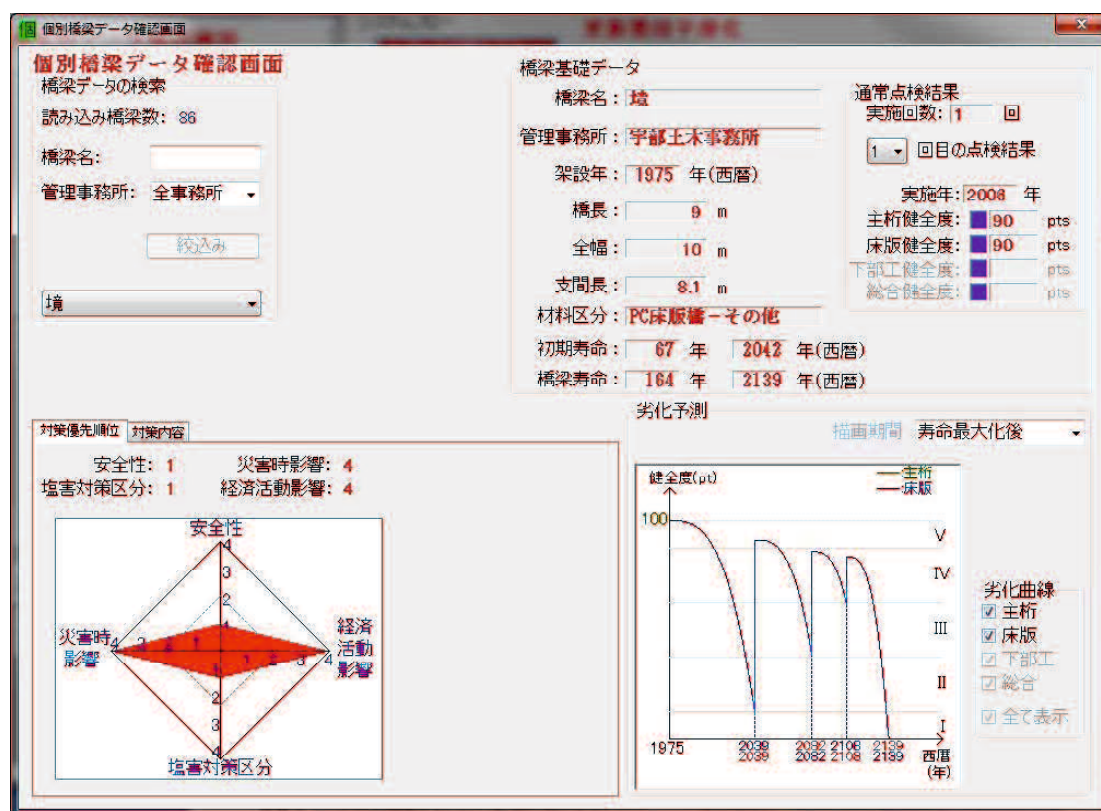 個別橋梁データ確認画面
個別橋梁データ確認画面
橋梁データの検索
読み込み橋梁数: 86
橋梁名:
管理事務所: 全事務所
絞込み
境
橋梁基礎データ
橋梁名: 境
管理事務所: 宇部土木事務所
架設年: 1975 年(西暦)
橋長: 9 m
全幅: 10 m
支間長: 8.1 m
材料区分: PC床版橋-その他
初期寿命: 67 年 2042 年(西暦)
橋梁寿命: 164 年 2139 年(西暦)
通常点検結果
実施回数: 1 回
1 回目の点検結果
実施年: 2006 年
主桁健全度: 90 pts
床版健全度: 90 pts
下部工健全度: pts
総合健全度: pts
対策優先順位 対策内容
安全性: 1 災害時影響: 4
塩害対策区分: 1 経済活動影響: 4
安全性
4
3
2
1
災害時影響 4 3 2 1
1 2 3 4 経済活動影響
2
3
4
塩害対策区分
劣化予測
描画期間 寿命最大化後
健全度(pt)
主桁
床版
100
V
IV
III
II
I
1975 2039 2082 2108 2139 西暦(年)
2039 2082 2108 2139
劣化曲線
主桁
床版
下部工
総合
全て表示